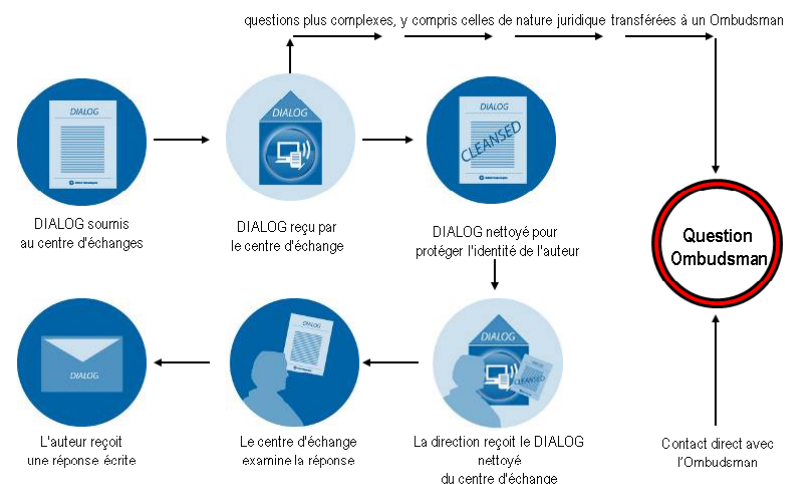 questions plus complexes, y compris celles de nature juridique transférées à un Ombudsman
DIALOG
DIALOG
DIALOG
CLEANSED
DIALOG soumis
au centre d'échanges
DIALOG reçu par
le centre d'échange
DIALOG nettoyé pour
protéger l'identité de l'auteur
Question
Ombudsman
DIALOG
DIALOG
DIALOG
CLEANSED
L'auteur reçoit
une réponse écrite
Le centre d'échange
examine la réponse
La direction reçoit le DIALOG
nettoyé
du centre d'échange
Contact direct avec
l'Ombudsman